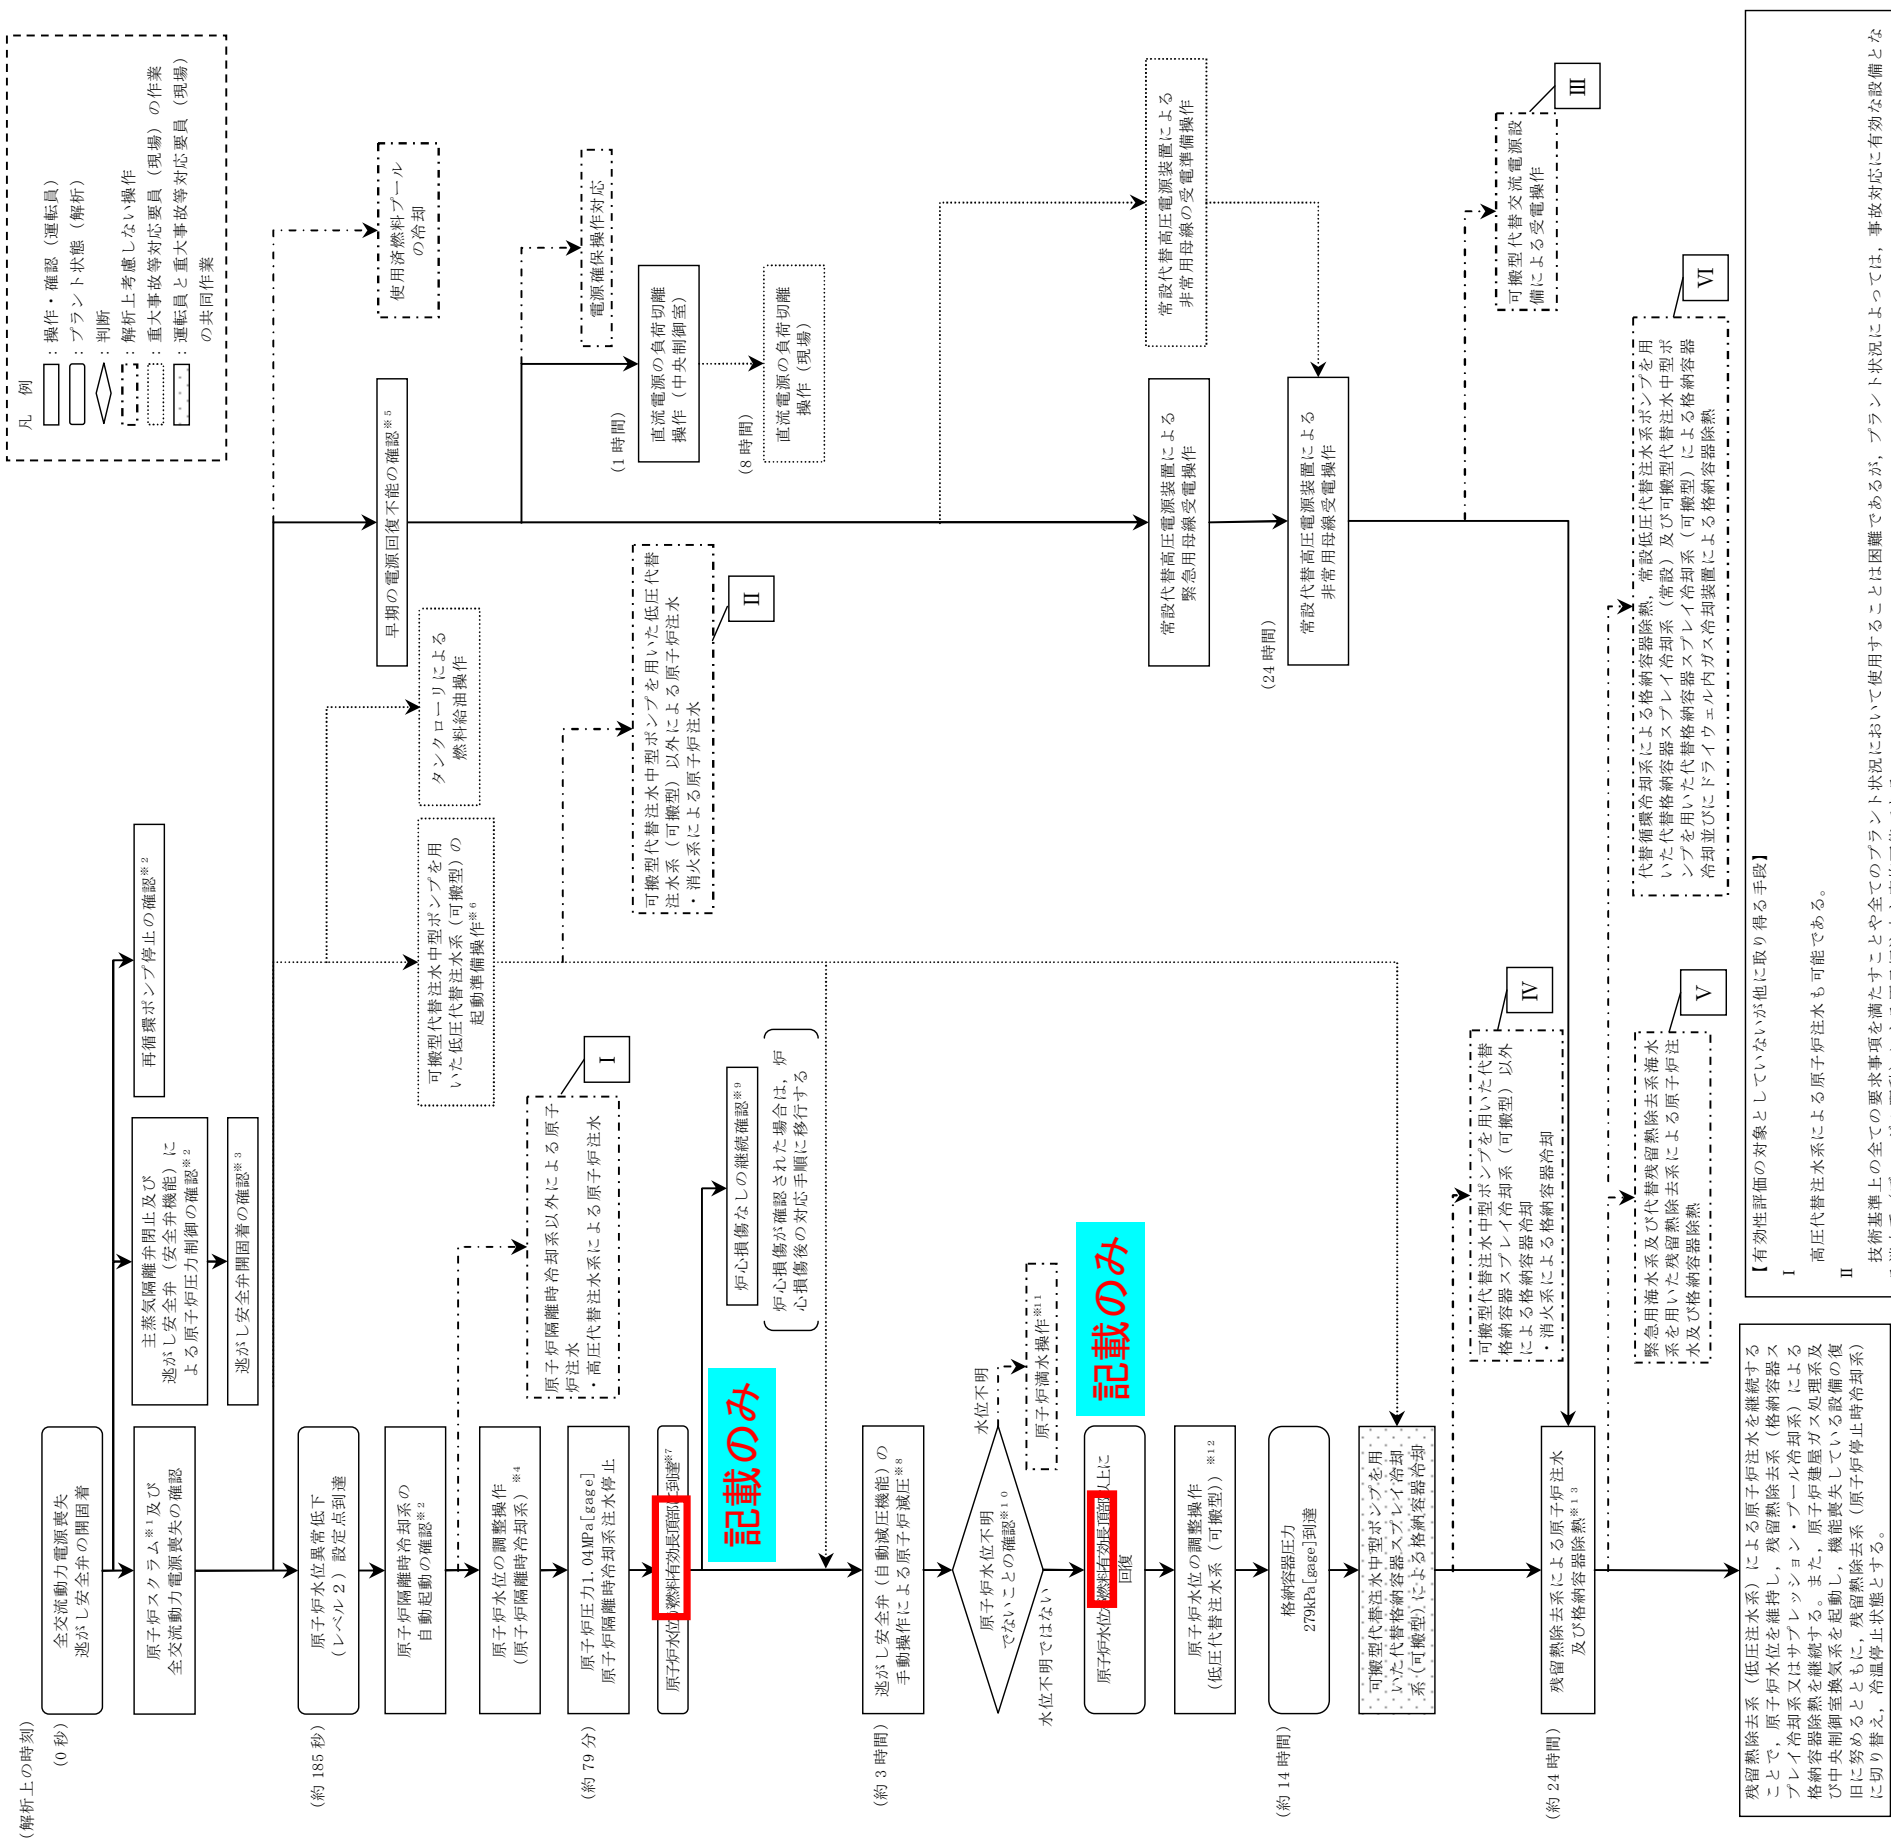 (解析上の時刻)
(0 秒)
全交流動力電源喪失
逃がし安全弁の開固着
原子炉スクラム※1及び
全交流動力電源喪失の確認
主蒸気隔離弁閉止及び
逃がし安全弁（安全弁機能）に
よる原子炉圧力制御の確認※2
逃がし安全弁開固着の確認※3
再循環ポンプ停止の確認※2
凡　例
：操作・確認（運転員）
：プラント状態（解析）
：判断
：解析上考慮しない操作
：重大事故等対応要員（現場）の作業
：運転員と重大事故等対応要員（現場）
の共同作業
(約 185 秒)
原子炉水位異常低下
（レベル２）設定点到達
原子炉隔離時冷却系の
自動起動の確認※2
原子炉水位の調整操作
(原子炉隔離時冷却系)※4
(約 79 分)
原子炉圧力1.04MPa[gage]
原子炉隔離時冷却系注水停止
原子炉水位が燃料有効長頂部に到達※7
記載のみ
原子炉隔離時冷却系以外による原子
炉注水
・高圧代替注水系による原子炉注水
Ⅰ
可搬型代替注水中型ポンプを用
いた低圧代替注水系（可搬型）の
起動準備操作※6
タンクローリによる
燃料給油操作
早期の電源回復不能の確認※5
使用済燃料プール
の冷却
電源確保操作対応
(1 時間)
直流電源の負荷切離
操作（中央制御室）
(8 時間)
直流電源の負荷切離
操作（現場）
可搬型代替注水中型ポンプを用いた低圧代替
注水系（可搬型）以外による原子炉注水
・消火系による原子炉注水
Ⅱ
炉心損傷なしの継続確認※9
炉心損傷が確認された場合は，炉
心損傷後の対応手順に移行する
(約 3 時間)
逃がし安全弁（自動減圧機能）の
手動操作による原子炉減圧※8
原子炉水位不明
でないことの確認※10
水位不明
水位不明ではない
原子炉満水操作※11
原子炉水位が燃料有効長頂部以上に
回復
記載のみ
原子炉水位の調整操作
(低圧代替注水系（可搬型）)※12
(約 14 時間)
格納容器圧力
279kPa[gage]到達
可搬型代替注水中型ポンプを用
いた代替格納容器スプレイ冷却
系（可搬型）による格納容器冷却
常設代替高圧電源装置による
緊急用母線受電操作
常設代替高圧電源装置による
非常用母線の受電準備操作
(24 時間)
常設代替高圧電源装置による
非常用母線受電操作
可搬型代替交流電源設
備による受電操作
Ⅲ
可搬型代替注水中型ポンプを用いた代替
格納容器スプレイ冷却系（可搬型）以外
による格納容器冷却
・消火系による格納容器冷却
Ⅳ
(約 24 時間)
残留熱除去系による原子炉注水
及び格納容器除熱※13
緊急用海水系及び代替残留熱除去系海水
系を用いた残留熱除去系による原子炉注
水及び格納容器除熱
Ⅴ
代替循環冷却系による格納容器除熱，常設低圧代替注水系ポンプを用
いた代替格納容器スプレイ冷却系（常設）及び可搬型代替注水中型ポ
ンプを用いた代替格納容器スプレイ冷却系（可搬型）による格納容器
冷却並びにドライウェル内ガス冷却装置による格納容器除熱
Ⅵ
残留熱除去系（低圧注水系）による原子炉注水を継続する
ことで，原子炉水位を維持し，残留熱除去系（格納容器ス
プレイ冷却系又はサプレッション・プール冷却系）による
格納容器除熱を継続する。また，原子炉建屋ガス処理系及
び中央制御室換気系を起動し，機能喪失している設備の復
旧に努めるとともに，残留熱除去系（原子炉停止時冷却系）
に切り替え，冷温停止状態とする。
【有効性評価の対象としていないが他に取り得る手段】
Ⅰ
高圧代替注水系による原子炉注水も可能である。
Ⅱ
技術基準上の全ての要求事項を満たすことや全てのプラント状況において使用することは困難であるが，プラント状況によっては，事故対応に有効な設備とな